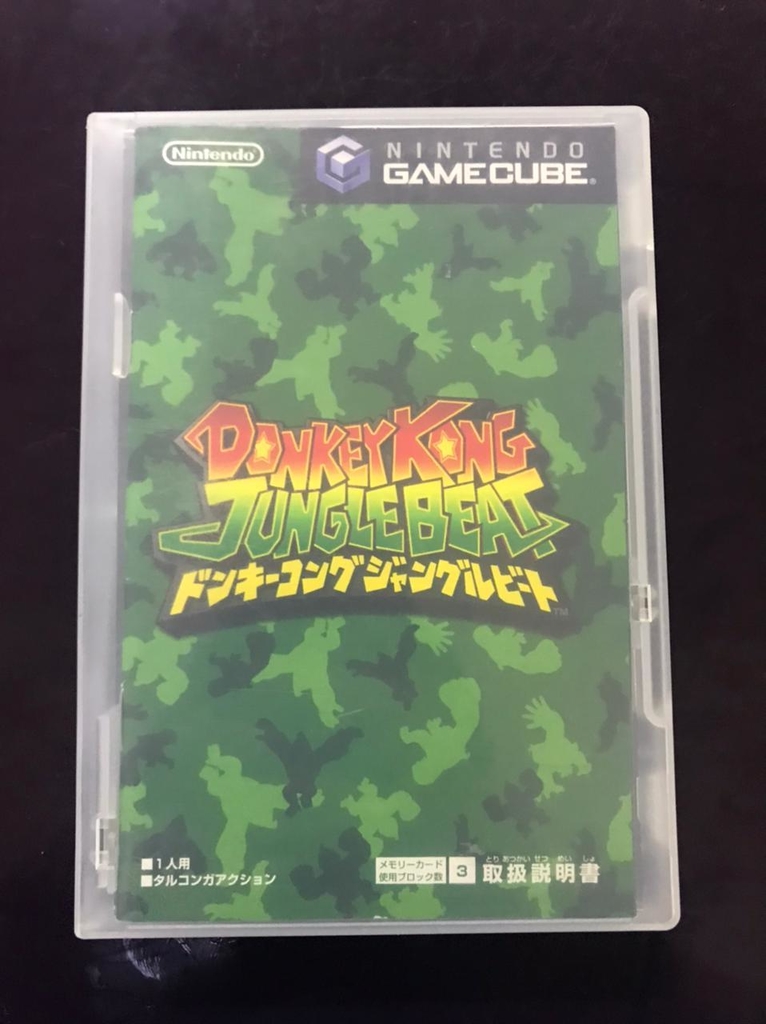 Nintendo
NINTENDO
GAMECUBE®
DONKEY KONG
JUNGLE BEAT
ドンキーコングジャングルビート
TM
■1人用
■タルコンガアクション
メモリーカード
使用ブロック数
3
とりあつかいせつめいしょ
取扱説明書